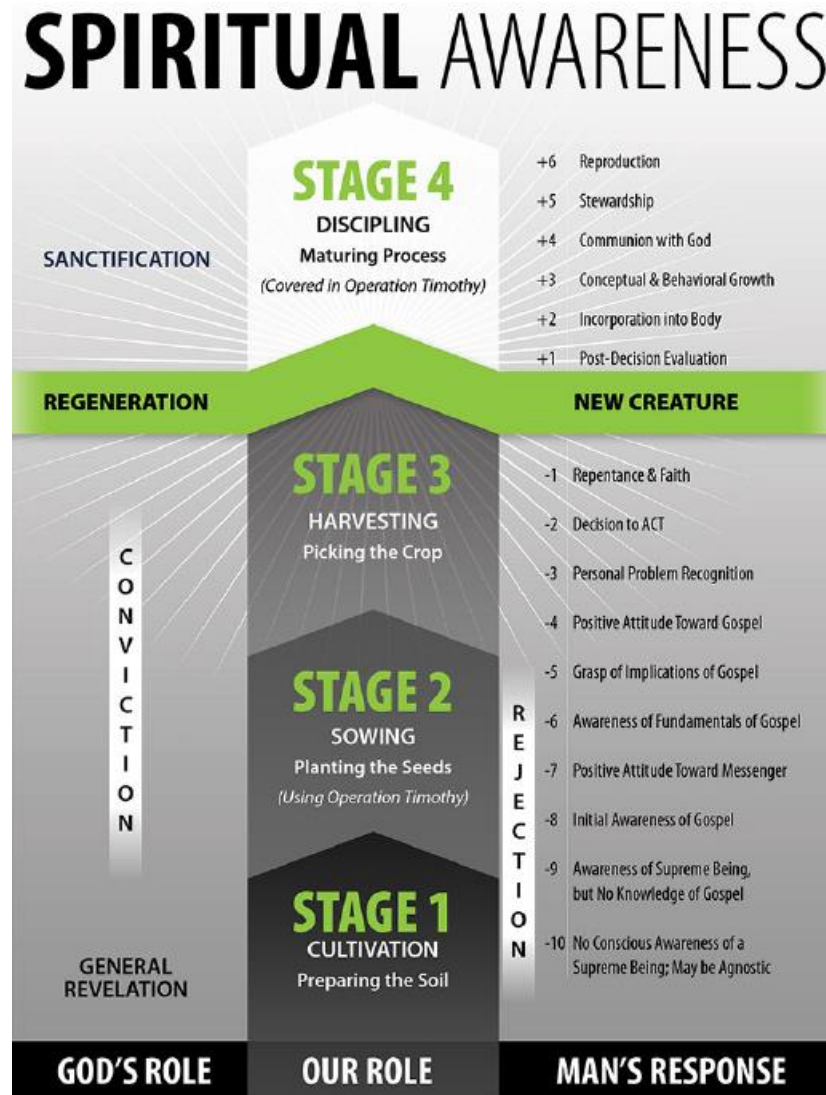 SPIRITUAL AWARENESS
SANCTIFICATION
REGENERATION
CONVICTION
GENERAL
REVELATION
GOD'S ROLE
STAGE 4
DISCIPLING
Maturing Process
(Covered in Operation Timothy)
STAGE 3
HARVESTING
Picking the Crop
STAGE 2
SOWING
Planting the Seeds
(Using Operation Timothy)
STAGE 1
CULTIVATION
Preparing the Soil
OUR ROLE
+6 Reproduction
+5 Stewardship
+4 Communion with God
+3 Conceptual & Behavioral Growth
+2 Incorporation into Body
+1 Post-Decision Evaluation
NEW CREATURE
-1 Repentance & Faith
-2 Decision to ACT
-3 Personal Problem Recognition
-4 Positive Attitude Toward Gospel
-5 Grasp of Implications of Gospel
-6 Awareness of Fundamentals of Gospel
-7 Positive Attitude Toward Messenger
-8 Initial Awareness of Gospel
-9 Awareness of Supreme Being,
but No Knowledge of Gospel
-10 No Conscious Awareness of a
Supreme Being; May be Agnostic
REJECTION
MAN'S RESPONSE